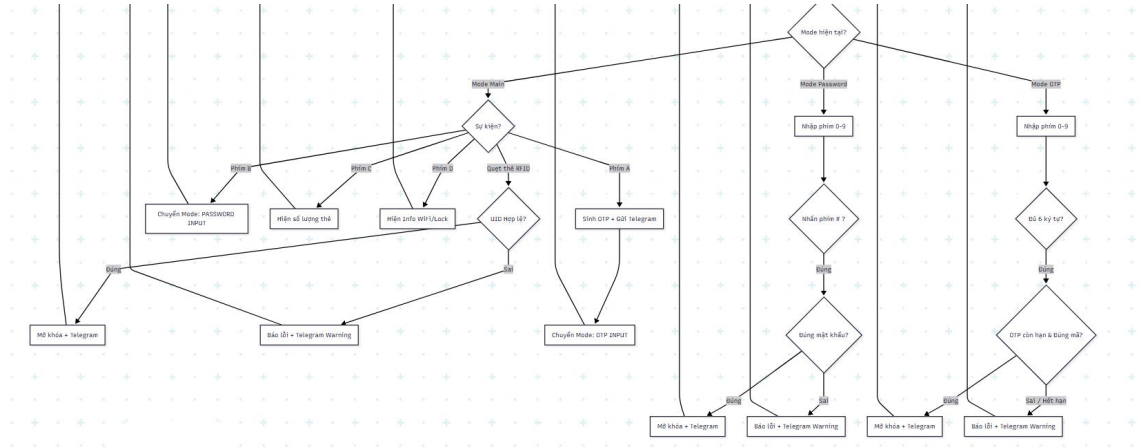 Mode hiện tại?
Mode Main
Mode Password
Mode OTP
Sự kiện?
Nhập phím 0-9
Nhập phím 0-9
Phím B
Phím C
Phím D
Quẹt thẻ RFID
Phím A
Chuyển Mode: PASSWORD
INPUT
Hiện số lượng thẻ
Hiện Info WiFi/Lock
UID Hợp lệ?
Sinh OTP + Gửi Telegram
Nhấn phím # ?
Đủ 6 ký tự?
Đúng
Sai
Đúng
Đúng
Mở khóa + Telegram
Báo lỗi + Telegram Warning
Chuyển Mode: OTP INPUT
Đúng mật khẩu?
OTP còn hạn & Đúng mã?
Đúng
Sai
Đúng
Sai / Hết hạn
Mở khóa + Telegram
Báo lỗi + Telegram Warning
Mở khóa + Telegram
Báo lỗi + Telegram Warning